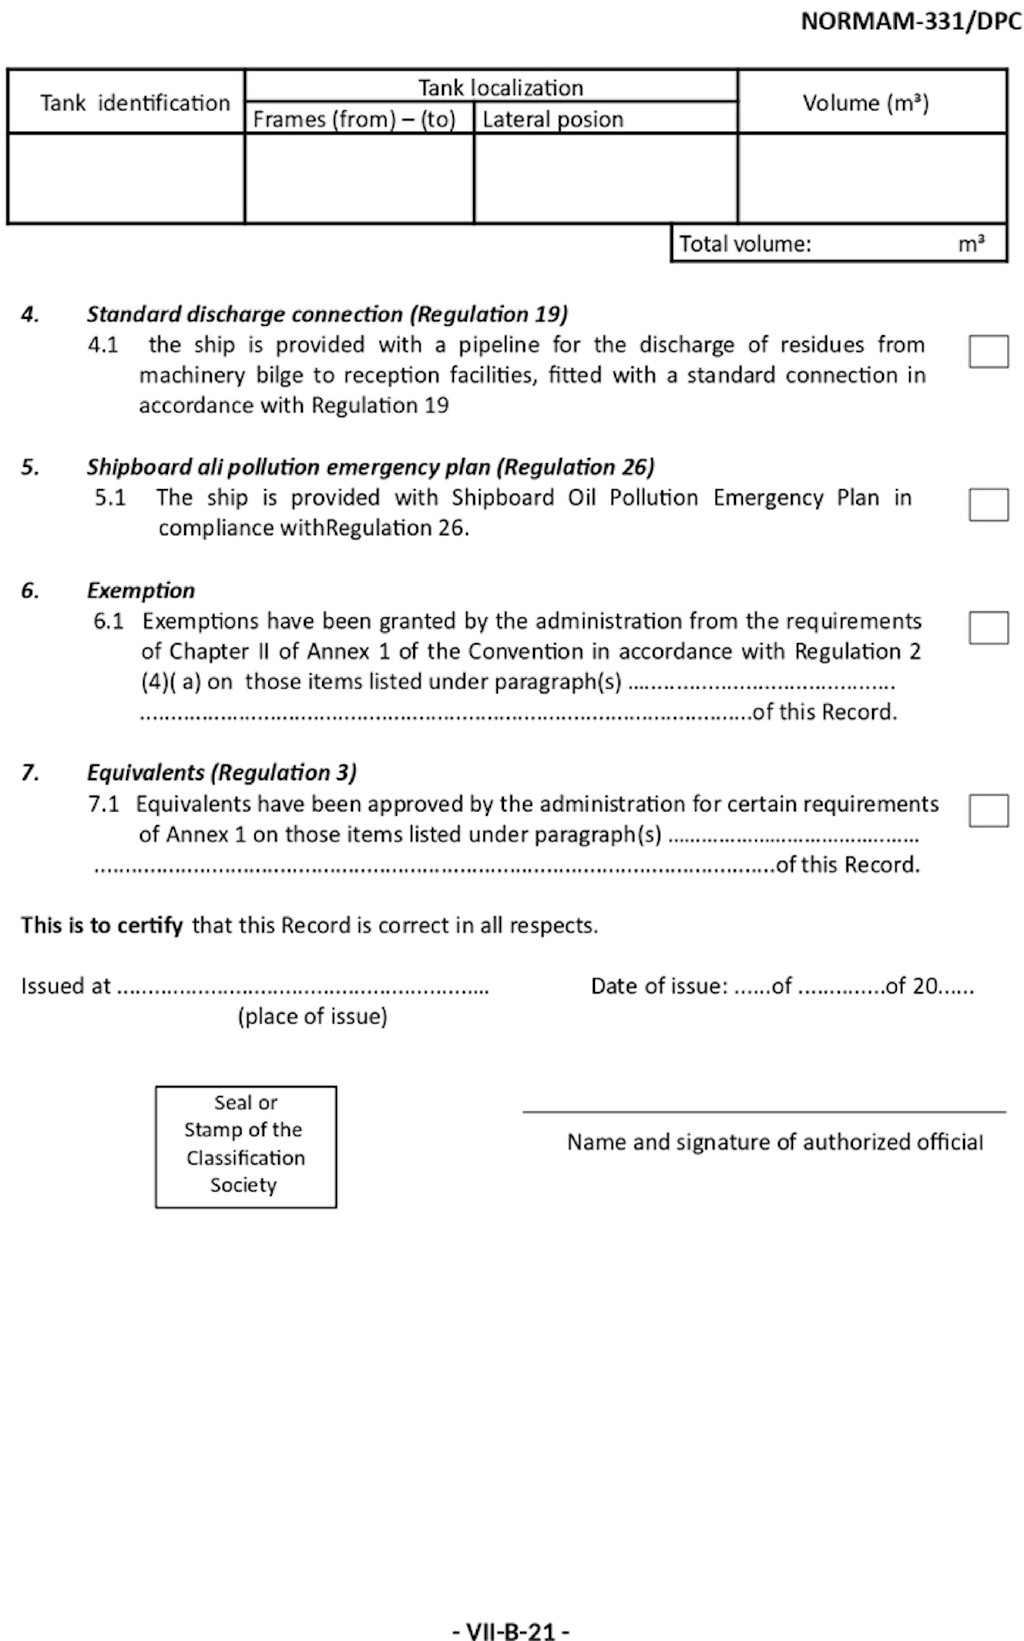 NORMAM-331/DPC
Tank identification
Tank localization
Volume (m³)
Frames (from) – (to)
Lateral posion
Total volume: m³
4. Standard discharge connection (Regulation 19)
4.1 the ship is provided with a pipeline for the discharge of residues from
machinery bilge to reception facilities, fitted with a standard connection in
accordance with Regulation 19
5. Shipboard ali pollution emergency plan (Regulation 26)
5.1 The ship is provided with Shipboard Oil Pollution Emergency Plan in
compliance withRegulation 26.
6. Exemption
6.1 Exemptions have been granted by the administration from the requirements
of Chapter II of Annex 1 of the Convention in accordance with Regulation 2
(4)( a) on those items listed under paragraph(s) ............................................
.....................................................................................................of this Record.
7. Equivalents (Regulation 3)
7.1 Equivalents have been approved by the administration for certain requirements
of Annex 1 on those items listed under paragraph(s) .........................................
................................................................................................................of this Record.
This is to certify that this Record is correct in all respects.
Issued at ............................................................. Date of issue: ......of ..............of 20......
(place of issue)
Seal or
Stamp of the
Classification
Society
Name and signature of authorized official
- VII-B-21 -